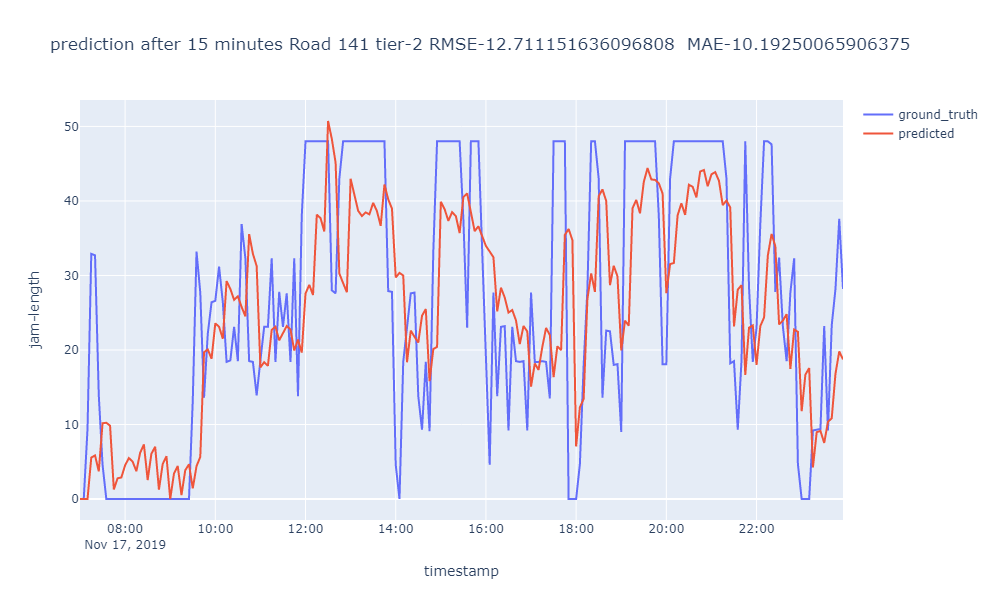 prediction after 15 minutes Road 141 tier-2 RMSE-12.711151636096808  MAE-10.19250065906375
ground_truth
predicted
50
40
30
20
10
0
jam-length
08:00 10:00 12:00 14:00 16:00 18:00 20:00 22:00
Nov 17, 2019
timestamp